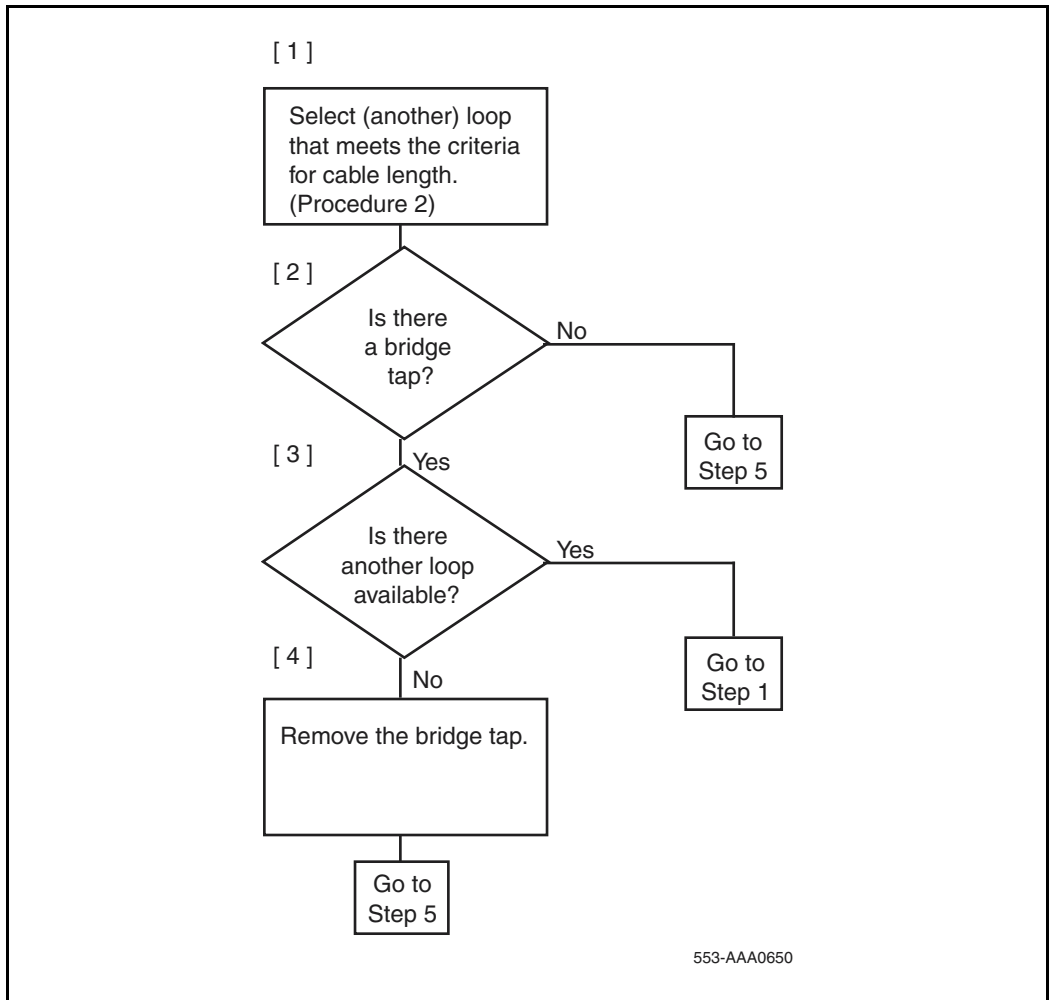 [ 1 ]
Select (another) loop
that meets the criteria
for cable length.
(Procedure 2)
[ 2 ]
Is there
a bridge
tap?
No
Go to
Step 5
[ 3 ]
Yes
Is there
another loop
available?
Yes
Go to
Step 1
[ 4 ]
No
Remove the bridge tap.
Go to
Step 5
553-AAA0650